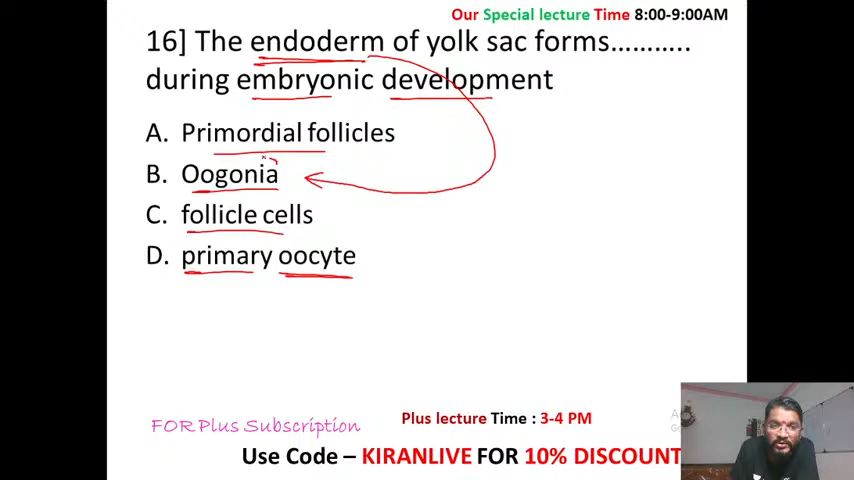 Our Special lecture Time 8:00-9:00AM
16] The endoderm of yolk sac forms………..
during embryonic development
A. Primordial follicles
B. Oogonia
C. follicle cells
D. primary oocyte
FOR Plus Subscription
Plus lecture Time : 3-4 PM
Use Code – KIRANLIVE FOR 10% DISCOUNT